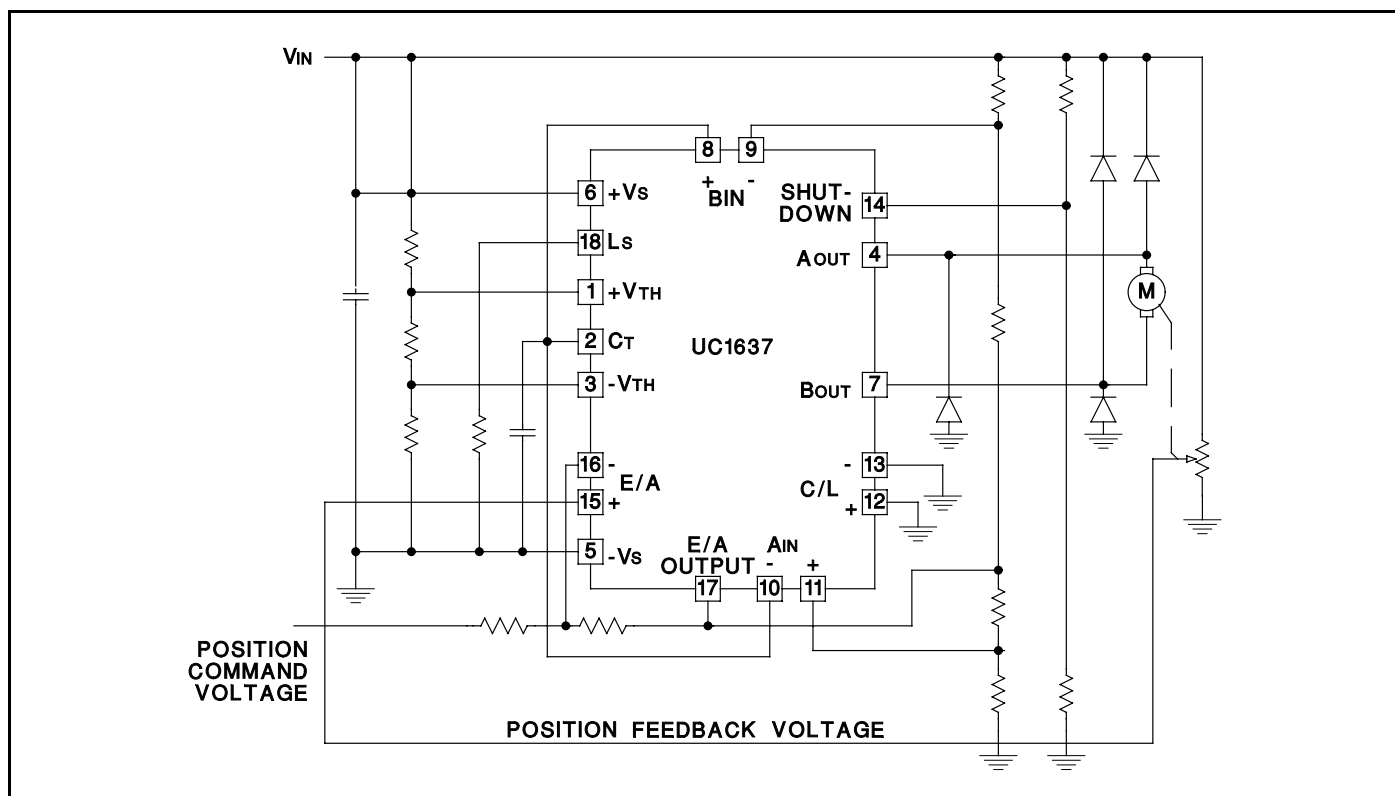 VIN
8 9
+ -
BIN
6 +VS
SHUT-
DOWN 14
18 LS
AOUT 4
1 +VTH
M
2 CT
UC1637
3 -VTH
BOUT 7
16 -
E/A
15 +
- 13
C/L
+ 12
5 -VS
E/A
OUTPUT
AIN
- +
17 10 11
POSITION
COMMAND
VOLTAGE
POSITION FEEDBACK VOLTAGE